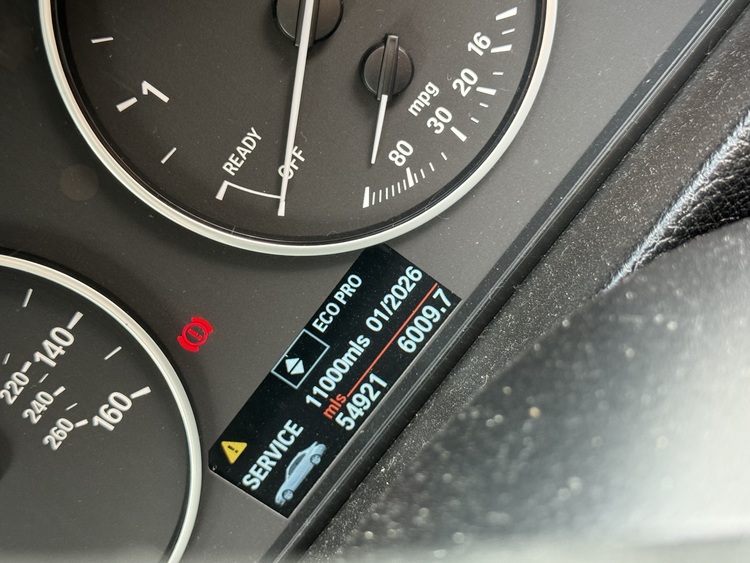 1
READY
OFF
mpg
80
30
20
16
140
160
220
240
260
ECO PRO
SERVICE
11000mls 01/2026
mls
54921
6009.7